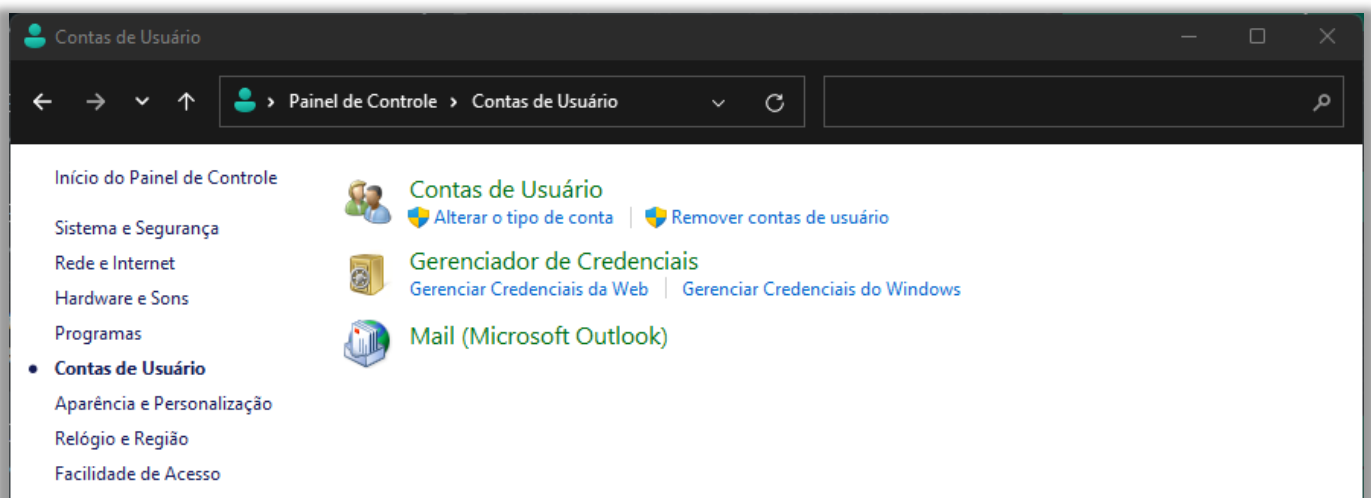 Contas de Usuário
Painel de Controle > Contas de Usuário
Início do Painel de Controle
Sistema e Segurança
Rede e Internet
Hardware e Sons
Programas
Contas de Usuário
Aparência e Personalização
Relógio e Região
Facilidade de Acesso
Contas de Usuário
Alterar o tipo de conta | Remover contas de usuário
Gerenciador de Credenciais
Gerenciar Credenciais da Web | Gerenciar Credenciais do Windows
Mail (Microsoft Outlook)